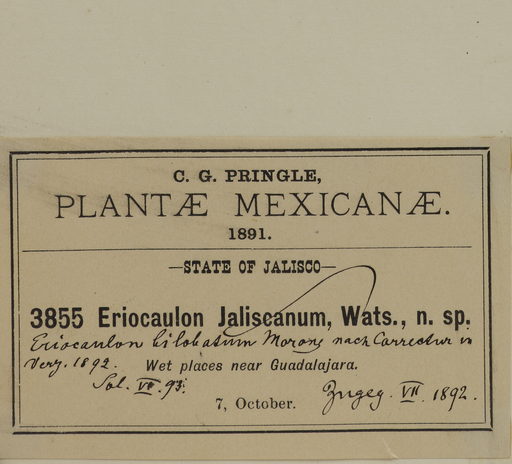 C. G. PRINGLE,
PLANTÆ MEXICANÆ.
1891.
—STATE OF JALISCO—
3855 Eriocaulon Jaliscanum, Wats., n. sp.
Eriocaulon bilobatum Morong nach Correctur in
Verz. 1892. Wet places near Guadalajara.
Sol. VII. 93.
7, October.
Zugeg. VII. 1892.